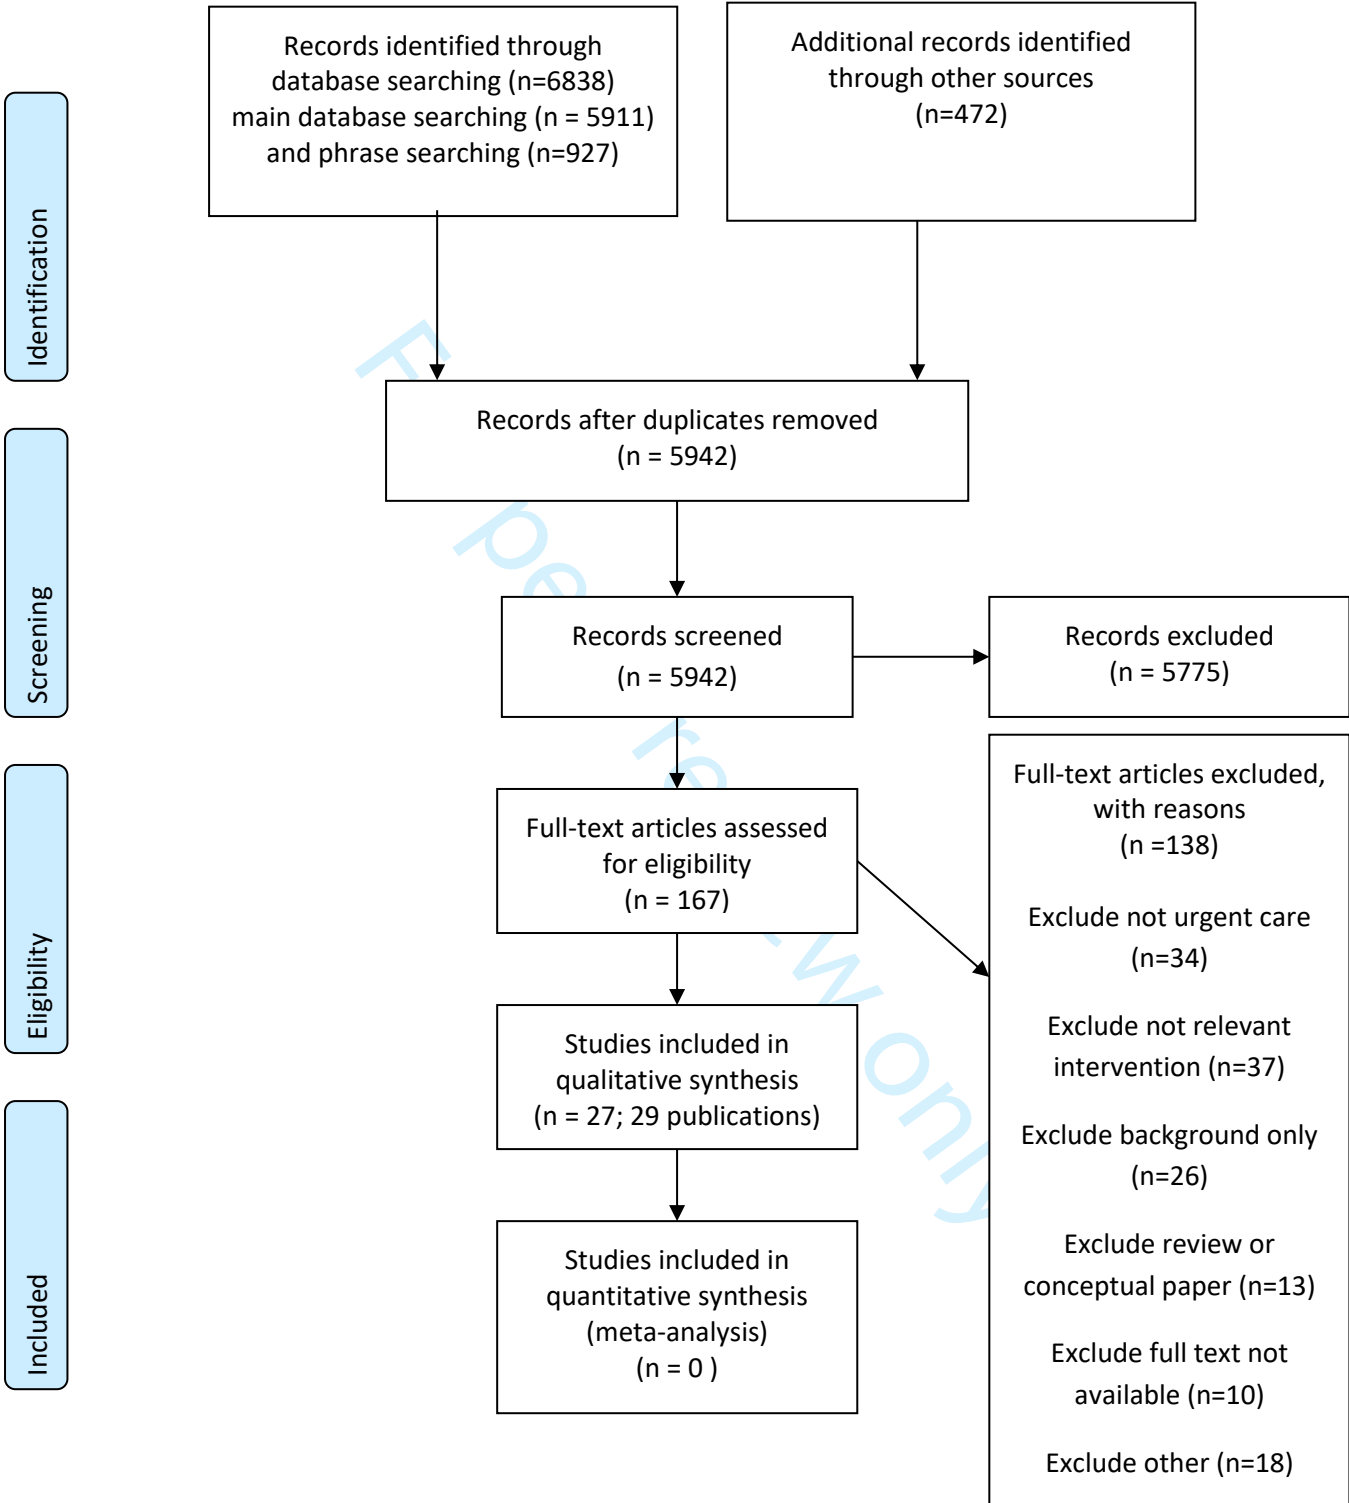 Records identified through
database searching (n=6838)
main database searching (n = 5911)
and phrase searching (n=927)
Additional records identified
through other sources
(n=472)
Identification
Records after duplicates removed
(n = 5942)
Screening
Records screened
(n = 5942)
Records excluded
(n = 5775)
Eligibility
Full-text articles assessed
for eligibility
(n = 167)
Full-text articles excluded,
with reasons
(n =138)
Exclude not urgent care
(n=34)
Exclude not relevant
intervention (n=37)
Exclude background only
(n=26)
Exclude review or
conceptual paper (n=13)
Exclude full text not
available (n=10)
Exclude other (n=18)
Studies included in
qualitative synthesis
(n = 27; 29 publications)
Included
Studies included in
quantitative synthesis
(meta-analysis)
(n = 0 )
only